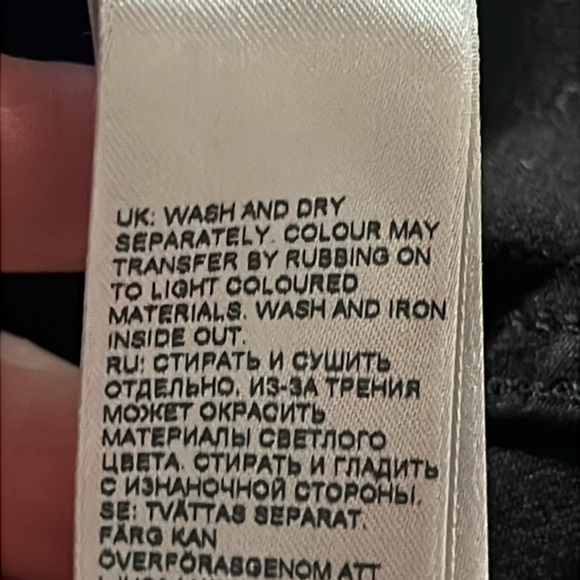 UK: WASH AND DRY
SEPARATELY. COLOUR MAY
TRANSFER BY RUBBING ON
TO LIGHT COLOURED
MATERIALS. WASH AND IRON
INSIDE OUT.
RU: СТИРАТЬ И СУШИТЬ
ОТДЕЛЬНО. ИЗ-ЗА ТРЕНИЯ
МОЖЕТ ОКРАСИТЬ
МАТЕРИАЛЫ СВЕТЛОГО
ЦВЕТА. СТИРАТЬ И ГЛАДИТЬ
С ИЗНАНОЧНОЙ СТОРОНЫ.
SE: TVÄTTAS SEPARAT.
FÄRG KAN
ÖVERFÖRASGENOM ATT